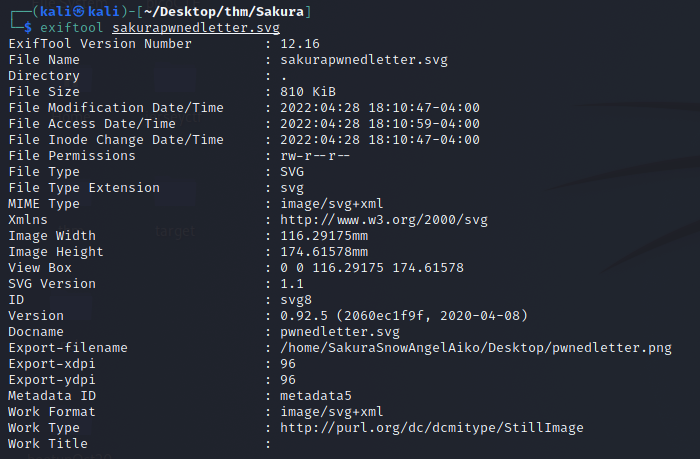 ┌──(kali㉿kali)-[~/Desktop/thm/Sakura]
└─$ exiftool sakurapwnedletter.svg
ExifTool Version Number         : 12.16
File Name                       : sakurapwnedletter.svg
Directory                       : .
File Size                       : 810 KiB
File Modification Date/Time     : 2022:04:28 18:10:47-04:00
File Access Date/Time           : 2022:04:28 18:10:59-04:00
File Inode Change Date/Time     : 2022:04:28 18:10:47-04:00
File Permissions                : rw-r--r--
File Type                       : SVG
File Type Extension             : svg
MIME Type                       : image/svg+xml
Xmlns                           : http://www.w3.org/2000/svg
Image Width                     : 116.29175mm
Image Height                    : 174.61578mm
View Box                        : 0 0 116.29175 174.61578
SVG Version                     : 1.1
ID                              : svg8
Version                         : 0.92.5 (2060ec1f9f, 2020-04-08)
Docname                         : pwnedletter.svg
Export-filename                 : /home/SakuraSnowAngelAiko/Desktop/pwnedletter.png
Export-xdpi                     : 96
Export-ydpi                     : 96
Metadata ID                     : metadata5
Work Format                     : image/svg+xml
Work Type                       : http://purl.org/dc/dcmitype/StillImage
Work Title                      :